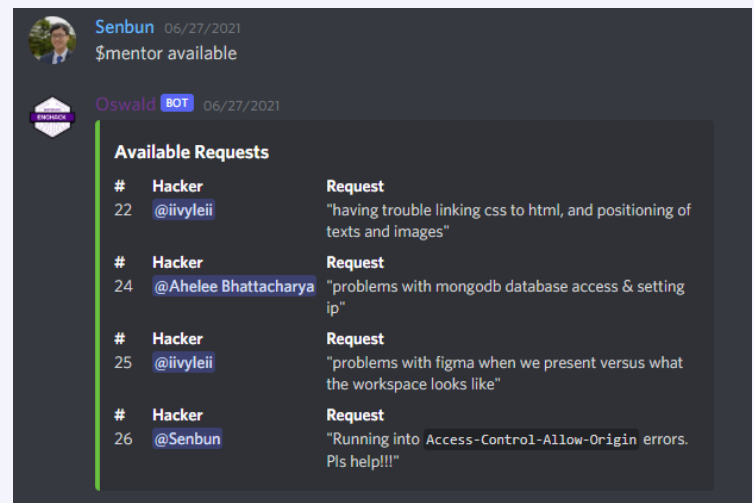 Senbun 06/27/2021
$mentor available
ENGHACK
Oswald BOT 06/27/2021
Available Requests
# Hacker Request
22 @iivyleii "having trouble linking css to html, and positioning of
texts and images"
# Hacker Request
24 @Ahelee Bhattacharya "problems with mongodb database access & setting
ip"
# Hacker Request
25 @iivyleii "problems with figma when we present versus what
the workspace looks like"
# Hacker Request
26 @Senbun "Running into Access-Control-Allow-Origin errors.
Pls help!!!"